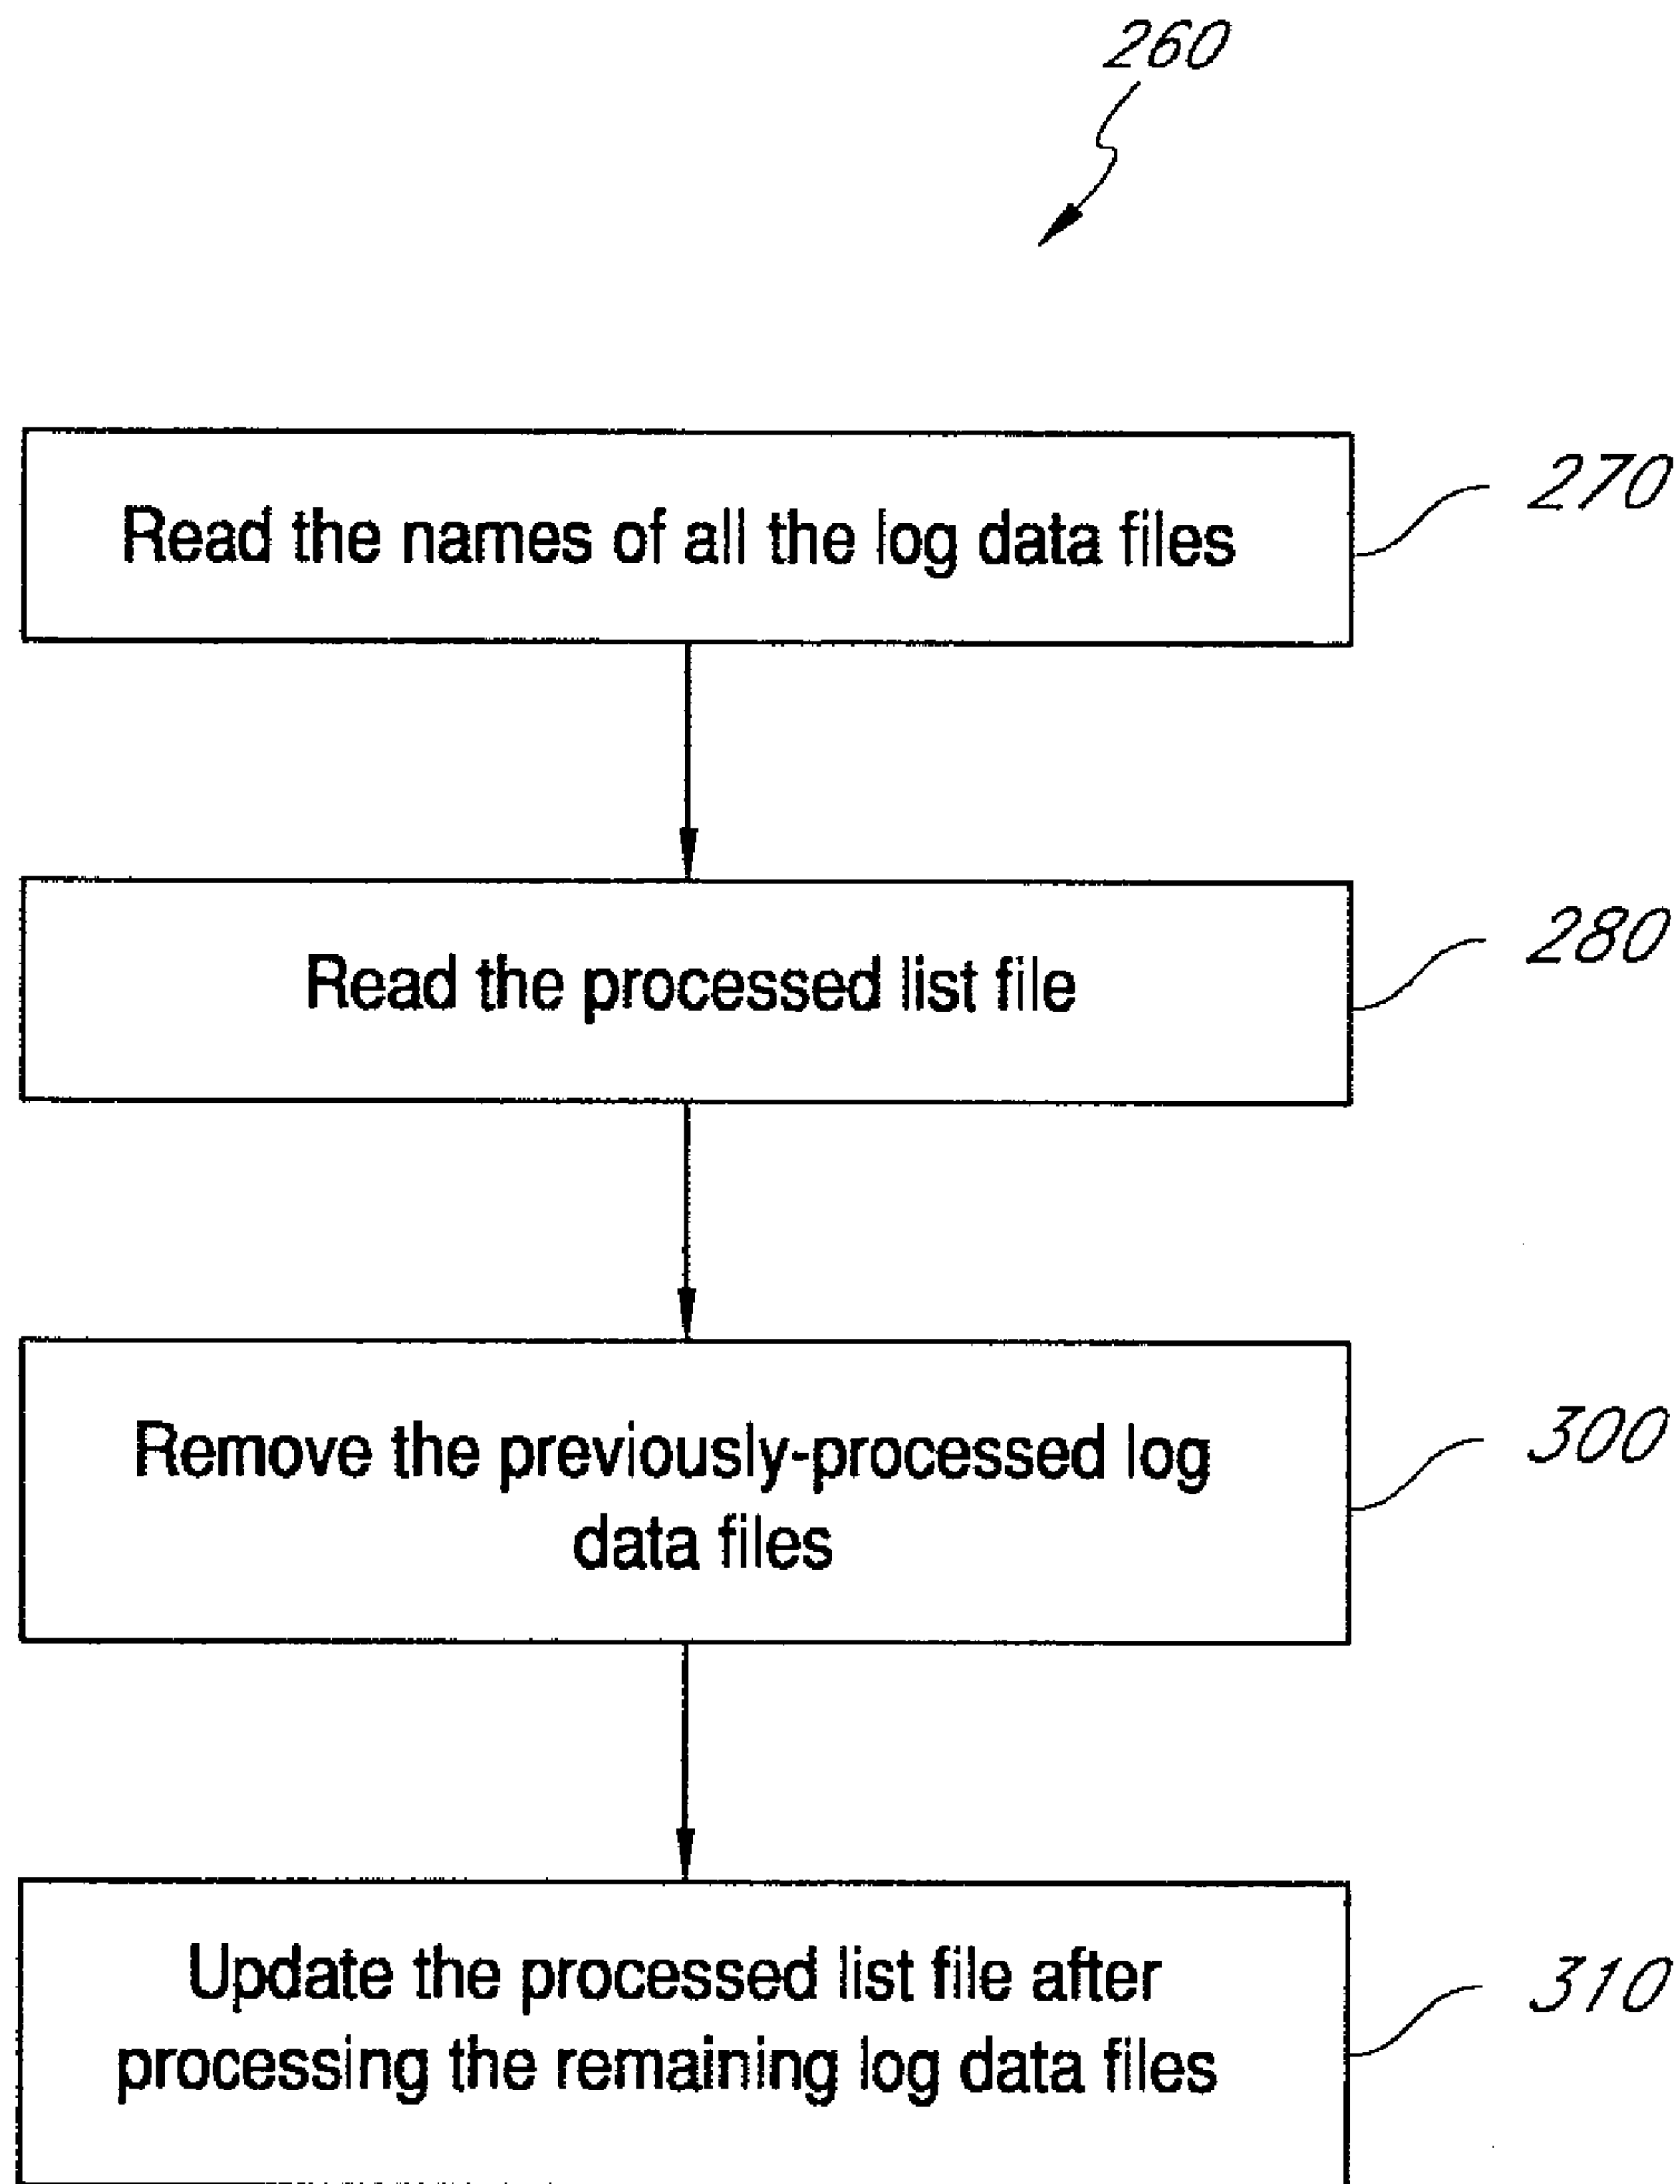 260
Read the names of all the log data files
270
Read the processed list file
280
Remove the previously-processed log
data files
300
Update the processed list file after
processing the remaining log data files
310